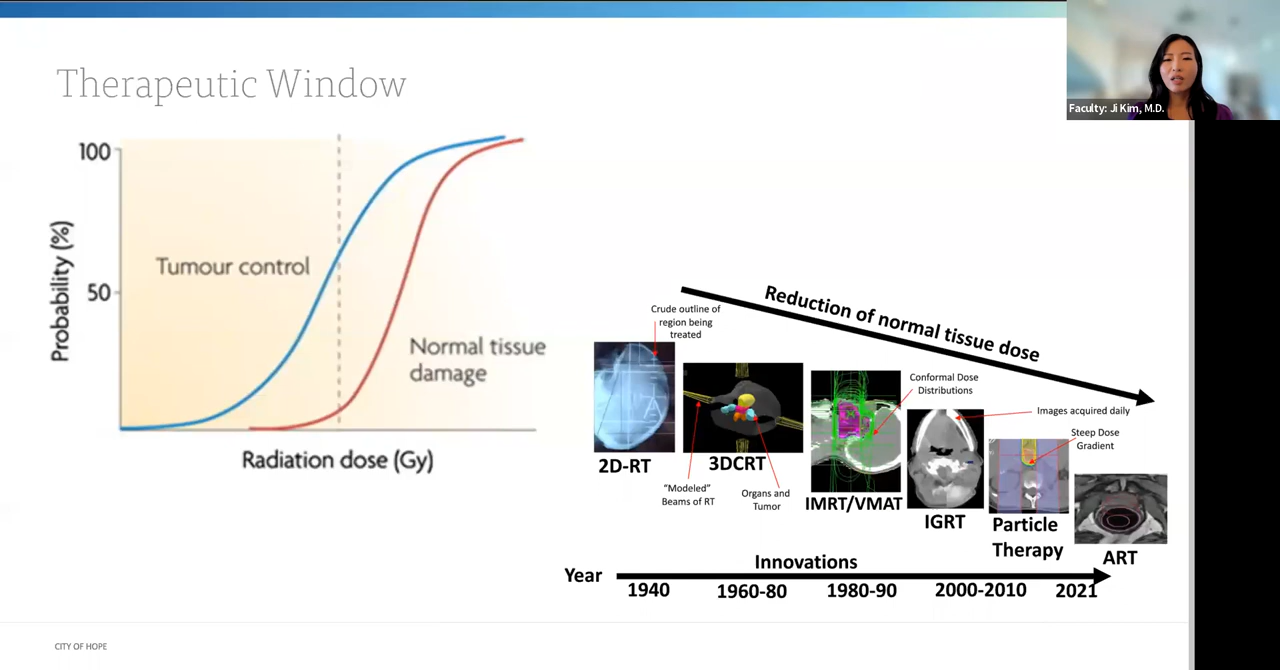 Therapeutic Window
Faculty: Ji Kim, M.D.
100
50
Probability (%)
Tumour control
Normal tissue
damage
Radiation dose (Gy)
Reduction of normal tissue dose
Crude outline of
region being
treated
Conformal Dose
Distributions
Images acquired daily
Steep Dose
Gradient
2D-RT
3DCRT
"Modeled"
Beams of RT
Organs and
Tumor
IMRT/VMAT
IGRT
Particle
Therapy
ART
Innovations
Year
1940
1960-80
1980-90
2000-2010
2021
CITY OF HOPE